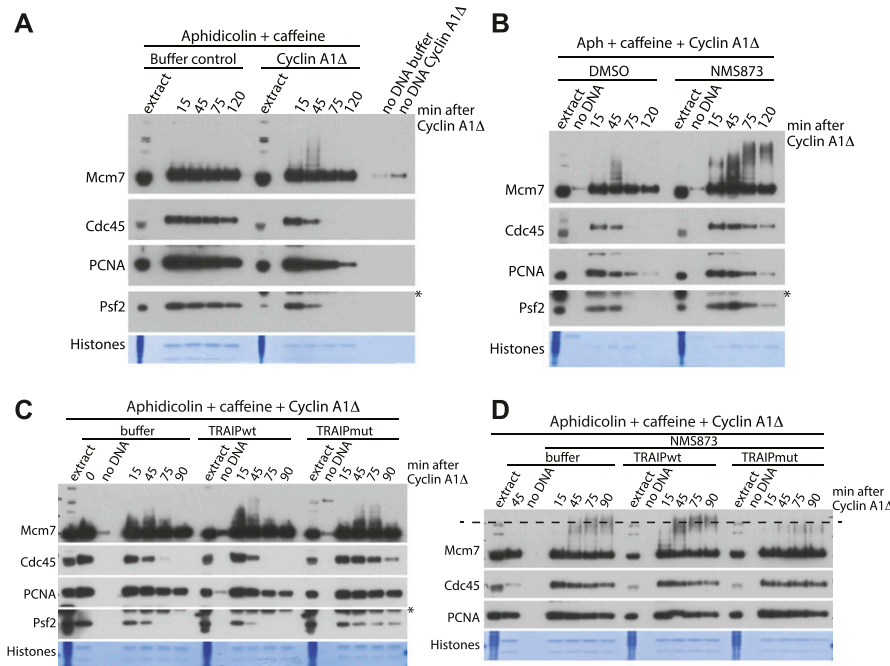 A
Aphidicolin + caffeine
Buffer control
Cyclin A1Δ
extract
15
45
75
120
extract
15
45
75
120
no DNA buffer
no DNA Cyclin A1Δ
min after
Cyclin A1Δ
Mcm7
Cdc45
PCNA
*
Psf2
Histones
B
Aph + caffeine + Cyclin A1Δ
DMSO
NMS873
extract
no DNA
15
45
75
120
extract
no DNA
15
45
75
120
min after
Cyclin A1Δ
Mcm7
Cdc45
PCNA
*
Psf2
Histones
C
Aphidicolin + caffeine + Cyclin A1Δ
buffer
TRAIPwt
TRAIPmut
extract
0
no DNA
15
45
75
90
extract
no DNA
15
45
75
90
extract
no DNA
15
45
75
90
min after
Cyclin A1Δ
Mcm7
Cdc45
PCNA
*
Psf2
Histones
D
Aphidicolin + caffeine + Cyclin A1Δ
NMS873
buffer
TRAIPwt
TRAIPmut
extract
45
no DNA
15
45
75
90
extract
no DNA
15
45
75
90
extract
no DNA
15
45
75
90
min after
Cyclin A1Δ
Mcm7
Cdc45
PCNA
Histones